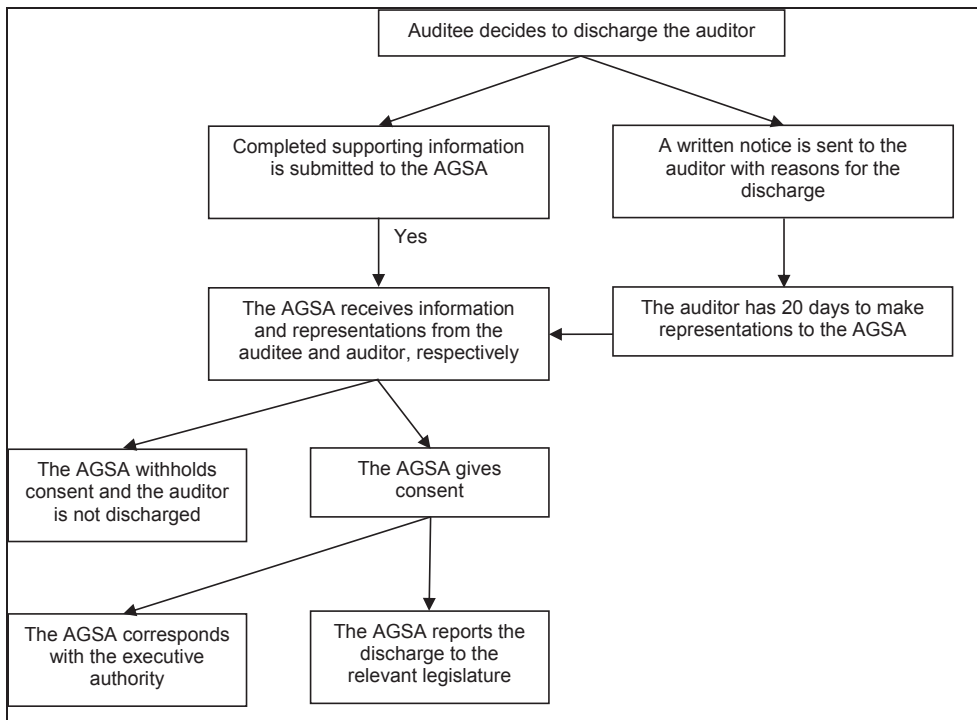 Auditee decides to discharge the auditor
Completed supporting information
is submitted to the AGSA
A written notice is sent to the
auditor with reasons for the
discharge
Yes
The AGSA receives information
and representations from the
auditee and auditor, respectively
The auditor has 20 days to make
representations to the AGSA
The AGSA withholds
consent and the auditor
is not discharged
The AGSA gives
consent
The AGSA corresponds
with the executive
authority
The AGSA reports the
discharge to the
relevant legislature